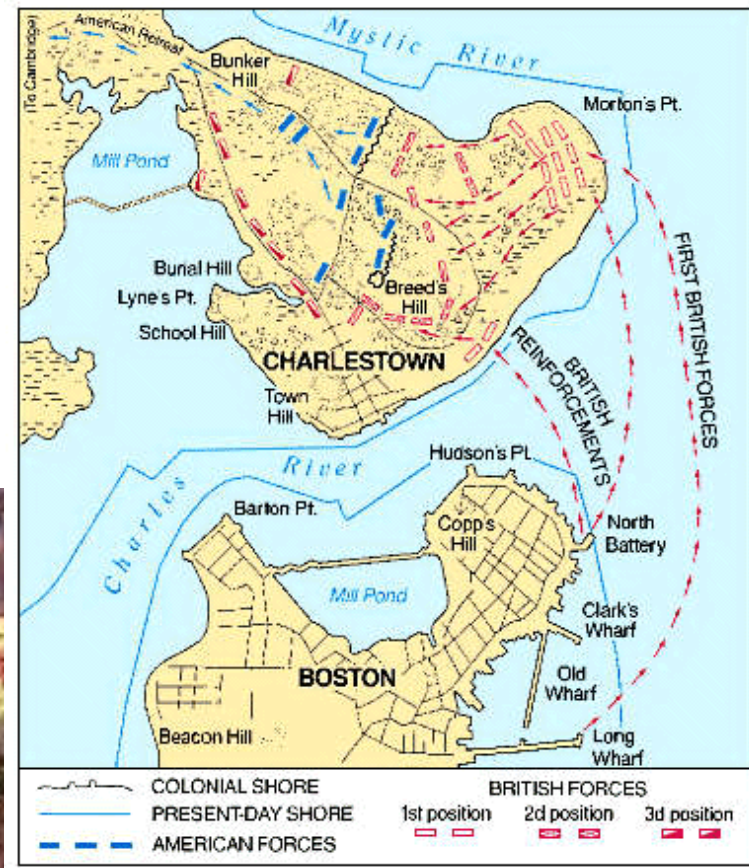 American Retreat
(To Cambridge)
Mystic River
Bunker
Hill
Morton's Pt.
Mill Pond
Burial Hill
Lyne's Pt.
School Hill
Breed's
Hill
CHARLESTOWN
Town
Hill
FIRST BRITISH FORCES
BRITISH
REINFORCEMENTS
Charles River
Hudson's Pt.
Barton Pt.
Copp's
Hill
North
Battery
Mill Pond
Clark's
Wharf
BOSTON
Old
Wharf
Beacon Hill
Long
Wharf
COLONIAL SHORE
PRESENT-DAY SHORE
AMERICAN FORCES
BRITISH FORCES
1st position 2d position 3d position